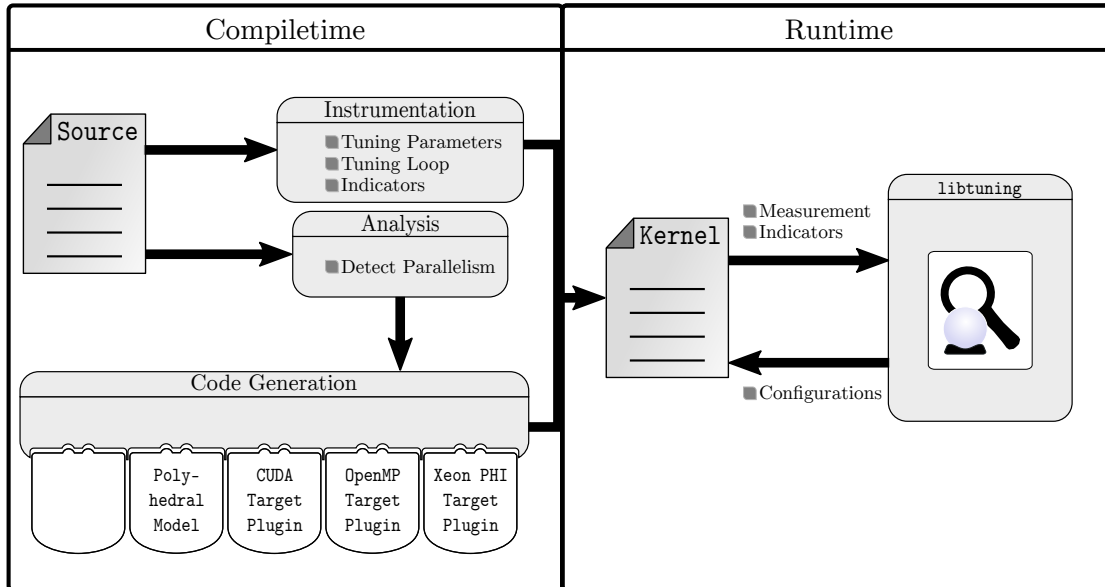 Compiletime
Runtime
Source
Instrumentation
Tuning Parameters
Tuning Loop
Indicators
Analysis
Detect Parallelism
Code Generation
Poly-
hedral
Model
CUDA
Target
Plugin
OpenMP
Target
Plugin
Xeon PHI
Target
Plugin
Kernel
Measurement
Indicators
Configurations
libtuning